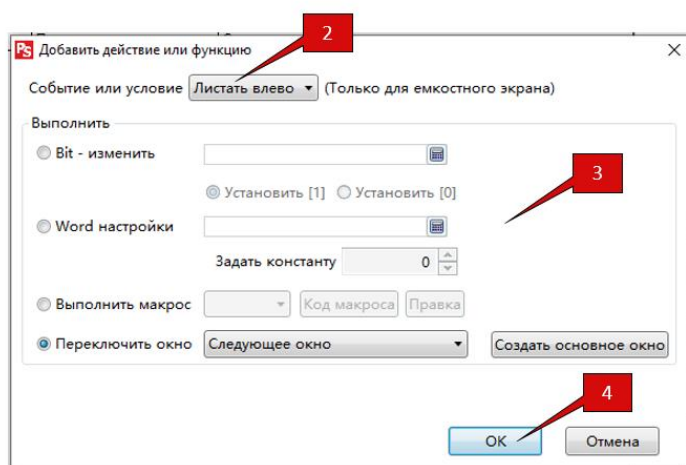 2
PS Добавить действие или функцию
Событие или условие Листать влево (Только для емкостного экрана)
Выполнить
Bit - изменить
Установить [1] Установить [0]
3
Word настройки
Задать константу 0
Выполнить макрос Код макроса Правка
Переключить окно Следующее окно Создать основное окно
4
OK Отмена